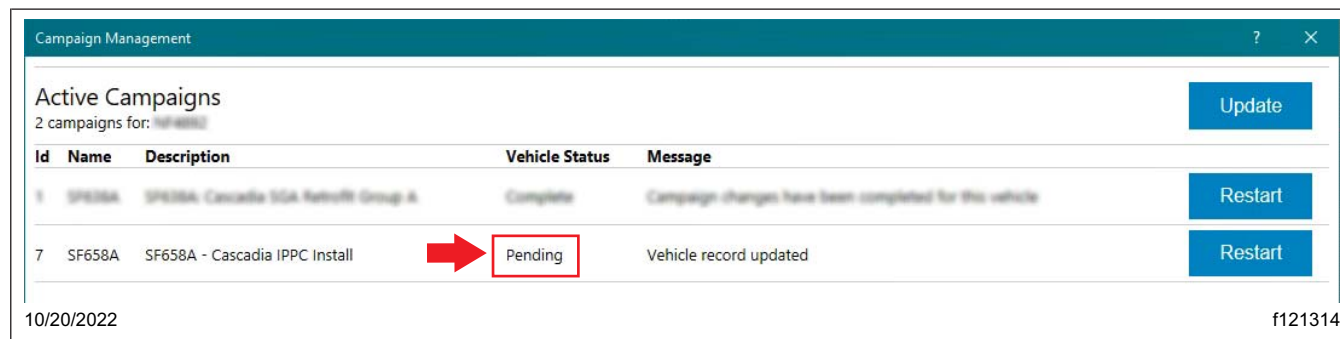 Campaign Management ? ×
Active Campaigns
Update
2 campaigns for:
Id Name Description Vehicle Status Message
Restart
7 SF658A SF658A - Cascadia IPPC Install Pending Vehicle record updated Restart
10/20/2022 f121314